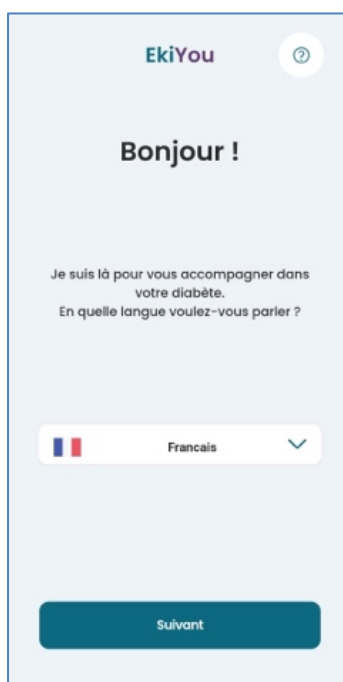 EkiYou
Bonjour !
Je suis là pour vous accompagner dans
votre diabète.
En quelle langue voulez-vous parler ?
Francais
Suivant